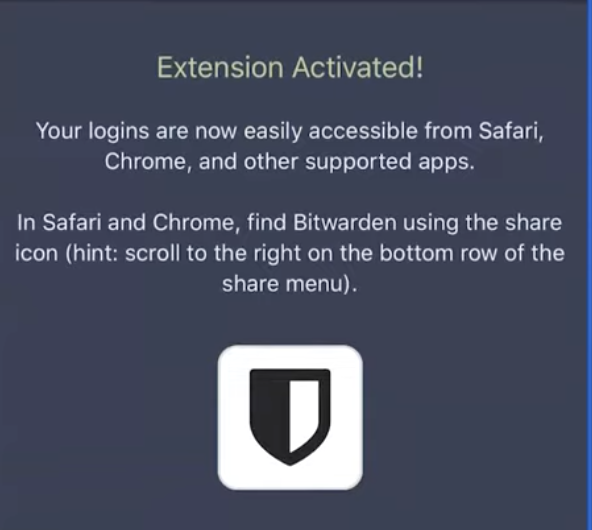 Extension Activated!
Your logins are now easily accessible from Safari,
Chrome, and other supported apps.
In Safari and Chrome, find Bitwarden using the share
icon (hint: scroll to the right on the bottom row of the
share menu).